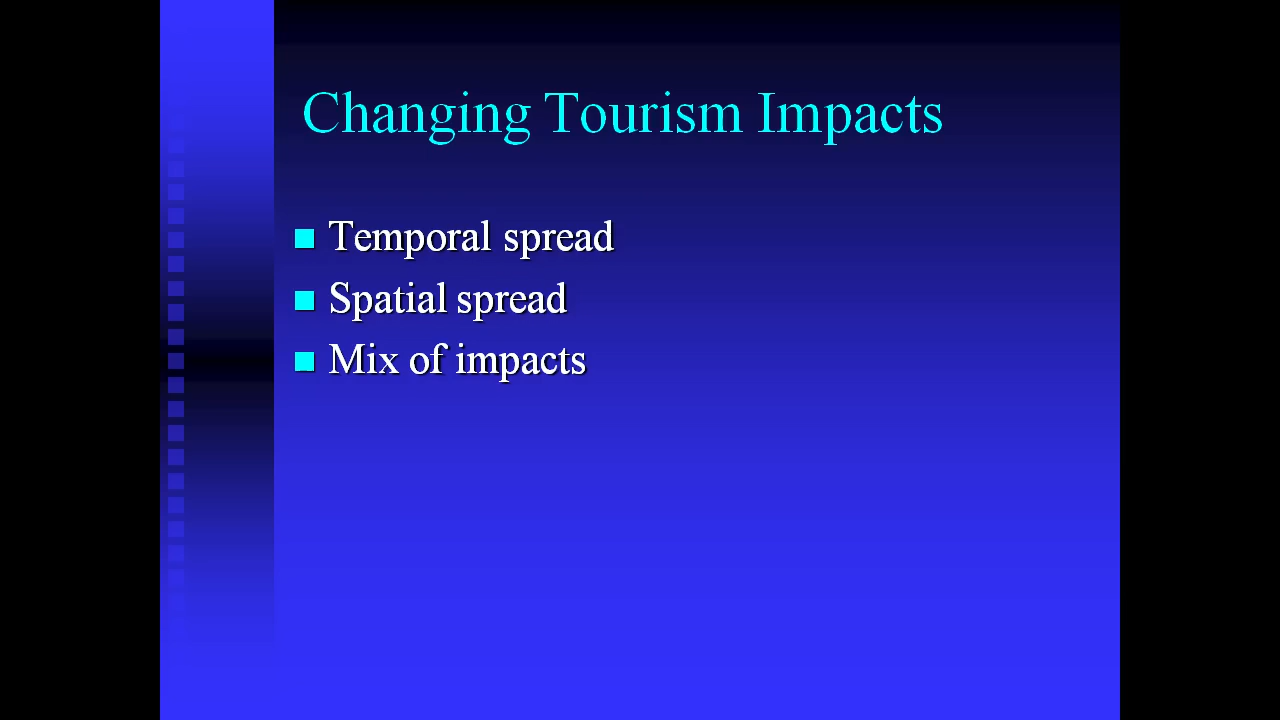 Changing Tourism Impacts
Temporal spread
Spatial spread
Mix of impacts